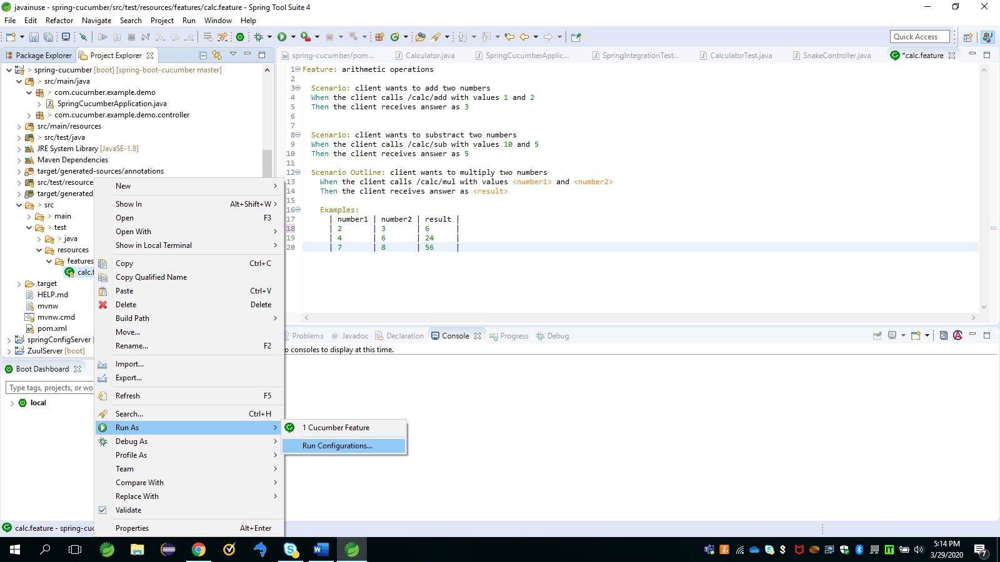 javainuse - spring-cucumber/src/test/resources/features/calc.feature - Spring Tool Suite 4
File Edit Refactor Navigate Search Project Run Window Help
Quick Access
Package Explorer Project Explorer
spring-cucumber/pom... Calculator.java SpringCucumberApplic... SpringIntegrationTest... CalculatorTest.java SnakeController.java *calc.feature
> spring-cucumber [boot] [spring-boot-cucumber master]
> src/main/java
> com.cucumber.example.demo
> SpringCucumberApplication.java
> com.cucumber.example.demo.controller
src/main/resources
> src/test/java
JRE System Library [JavaSE-1.8]
Maven Dependencies
target/generated-sources/annotations
src/test/resource
target/generated
> src
> main
> test
> java
resources
features
calc.f
target
HELP.md
mvnw
mvnw.cmd
pom.xml
springConfigServer
ZuulServer [boot]
Boot Dashboard
Type tags, projects, or wo
local
calc.feature - spring-cuc
1 Feature: arithmetic operations
2
3 Scenario: client wants to add two numbers
4 When the client calls /calc/add with values 1 and 2
5 Then the client receives answer as 3
6
7
8 Scenario: client wants to substract two numbers
9 When the client calls /calc/sub with values 10 and 5
10 Then the client receives answer as 5
11
12 Scenario Outline: client wants to multiply two numbers
13 When the client calls /calc/mul with values <number1> and <number2>
14 Then the client receives answer as <result>
15
16 Examples:
17 | number1 | number2 | result |
18 | 2 | 3 | 6 |
19 | 4 | 6 | 24 |
20 | 7 | 8 | 56 |
Problems @ Javadoc Declaration Console Progress Debug
o consoles to display at this time.
New
Show In Alt+Shift+W
Open F3
Open With
Show in Local Terminal
Copy Ctrl+C
Copy Qualified Name
Paste Ctrl+V
Delete Delete
Build Path
Move...
Rename... F2
Import...
Export...
Refresh F5
Search... Ctrl+H
Run As
Debug As
Profile As
Team
Compare With
Replace With
Validate
Properties Alt+Enter
1 Cucumber Feature
Run Configurations...
5:14 PM
3/29/2020
7